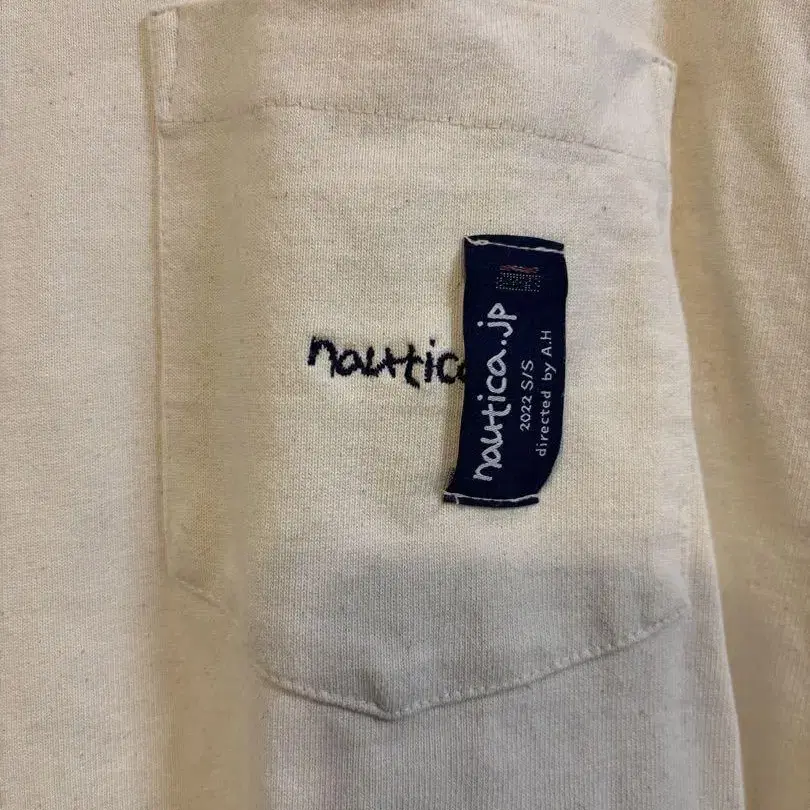 nautica
nautica.jp
2022 S/S
directed by A.H